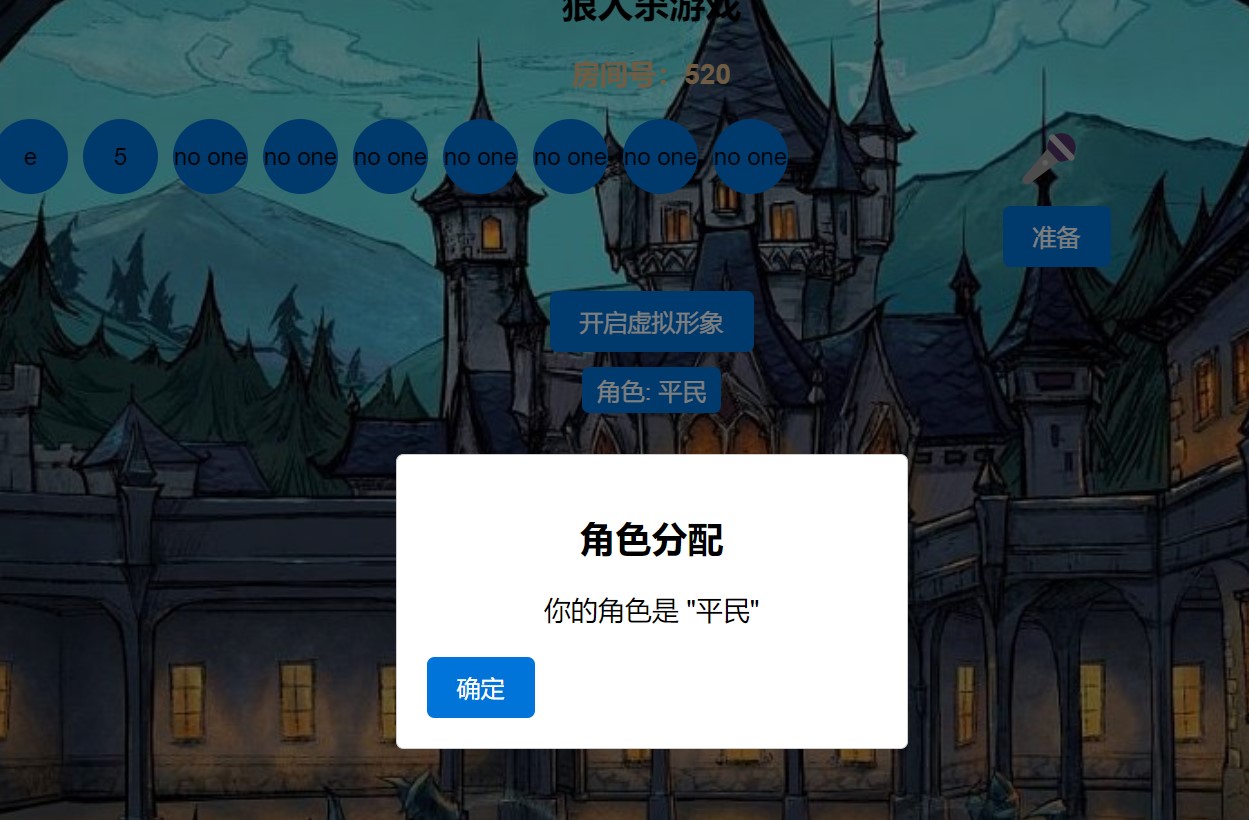 狼人杀游戏
房间号：520
e 5 no one no one no one no one no one no one no one
准备
开启虚拟形象
角色: 平民
角色分配
你的角色是 "平民"
确定